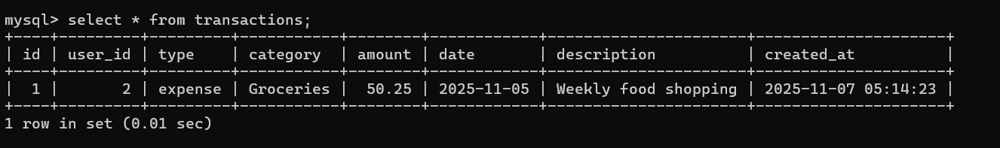 mysql> select * from transactions;
+----+---------+---------+-----------+--------+------------+----------------------+---------------------+
| id | user_id | type    | category  | amount | date       | description          | created_at          |
+----+---------+---------+-----------+--------+------------+----------------------+---------------------+
|  1 |       2 | expense | Groceries |  50.25 | 2025-11-05 | Weekly food shopping | 2025-11-07 05:14:23 |
+----+---------+---------+-----------+--------+------------+----------------------+---------------------+
1 row in set (0.01 sec)